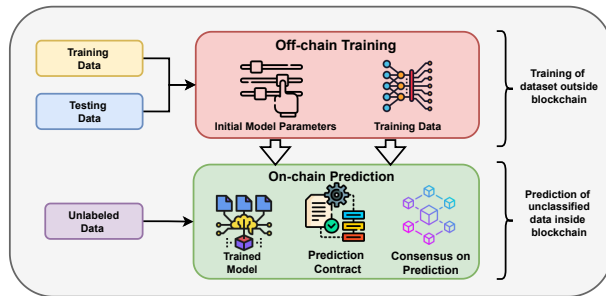 Off-chain Training
Training
Data
Testing
Data
Initial Model Parameters
Training Data
Training of
dataset outside
blockchain
On-chain Prediction
Unlabeled
Data
Trained
Model
Prediction
Contract
Consensus on
Prediction
Prediction of
unclassified
data inside
blockchain